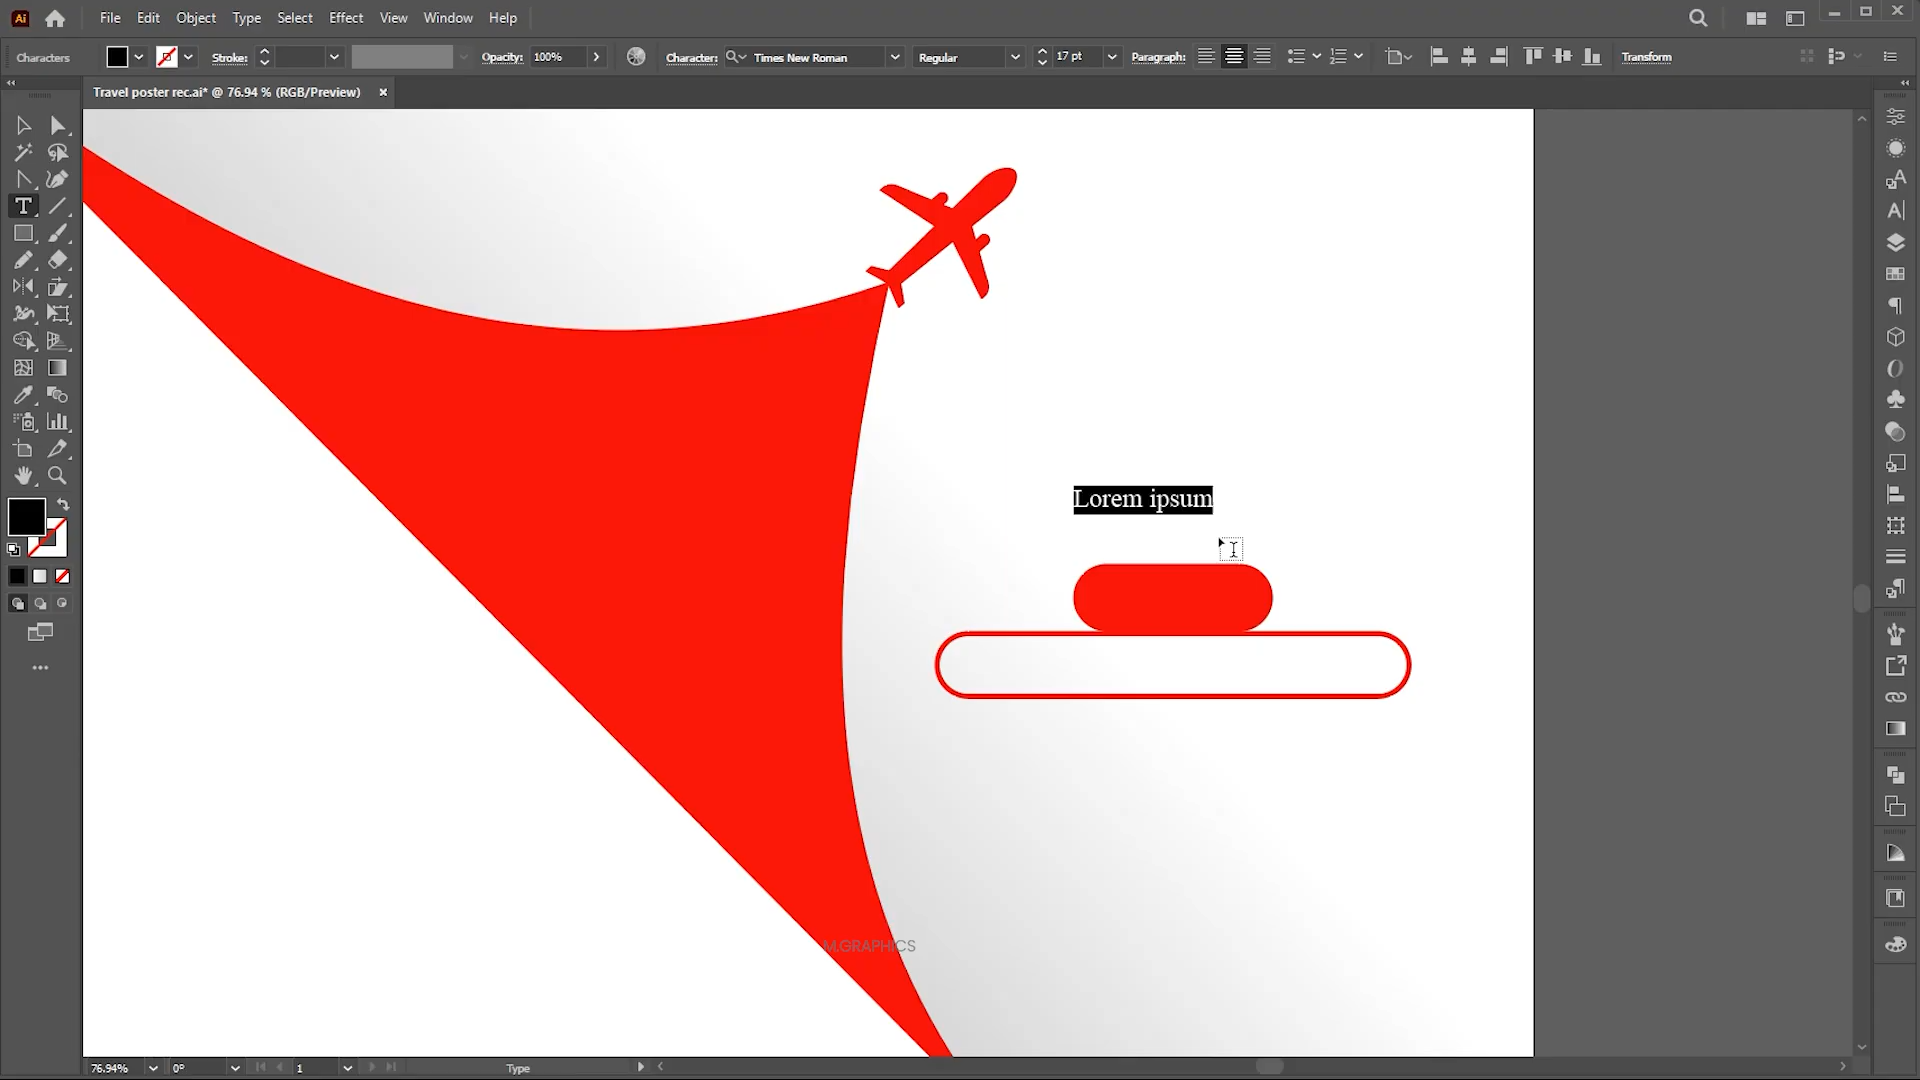 Ai File Edit Object Type Select Effect View Window Help
Characters Stroke: Opacity: 100% Character: Times New Roman Regular 17 pt Paragraph: Transform
Travel poster rec.ai* @ 76.94 % (RGB/Preview) ×
Lorem ipsum
M.GRAPHICS
76.94% 0° 1 Type